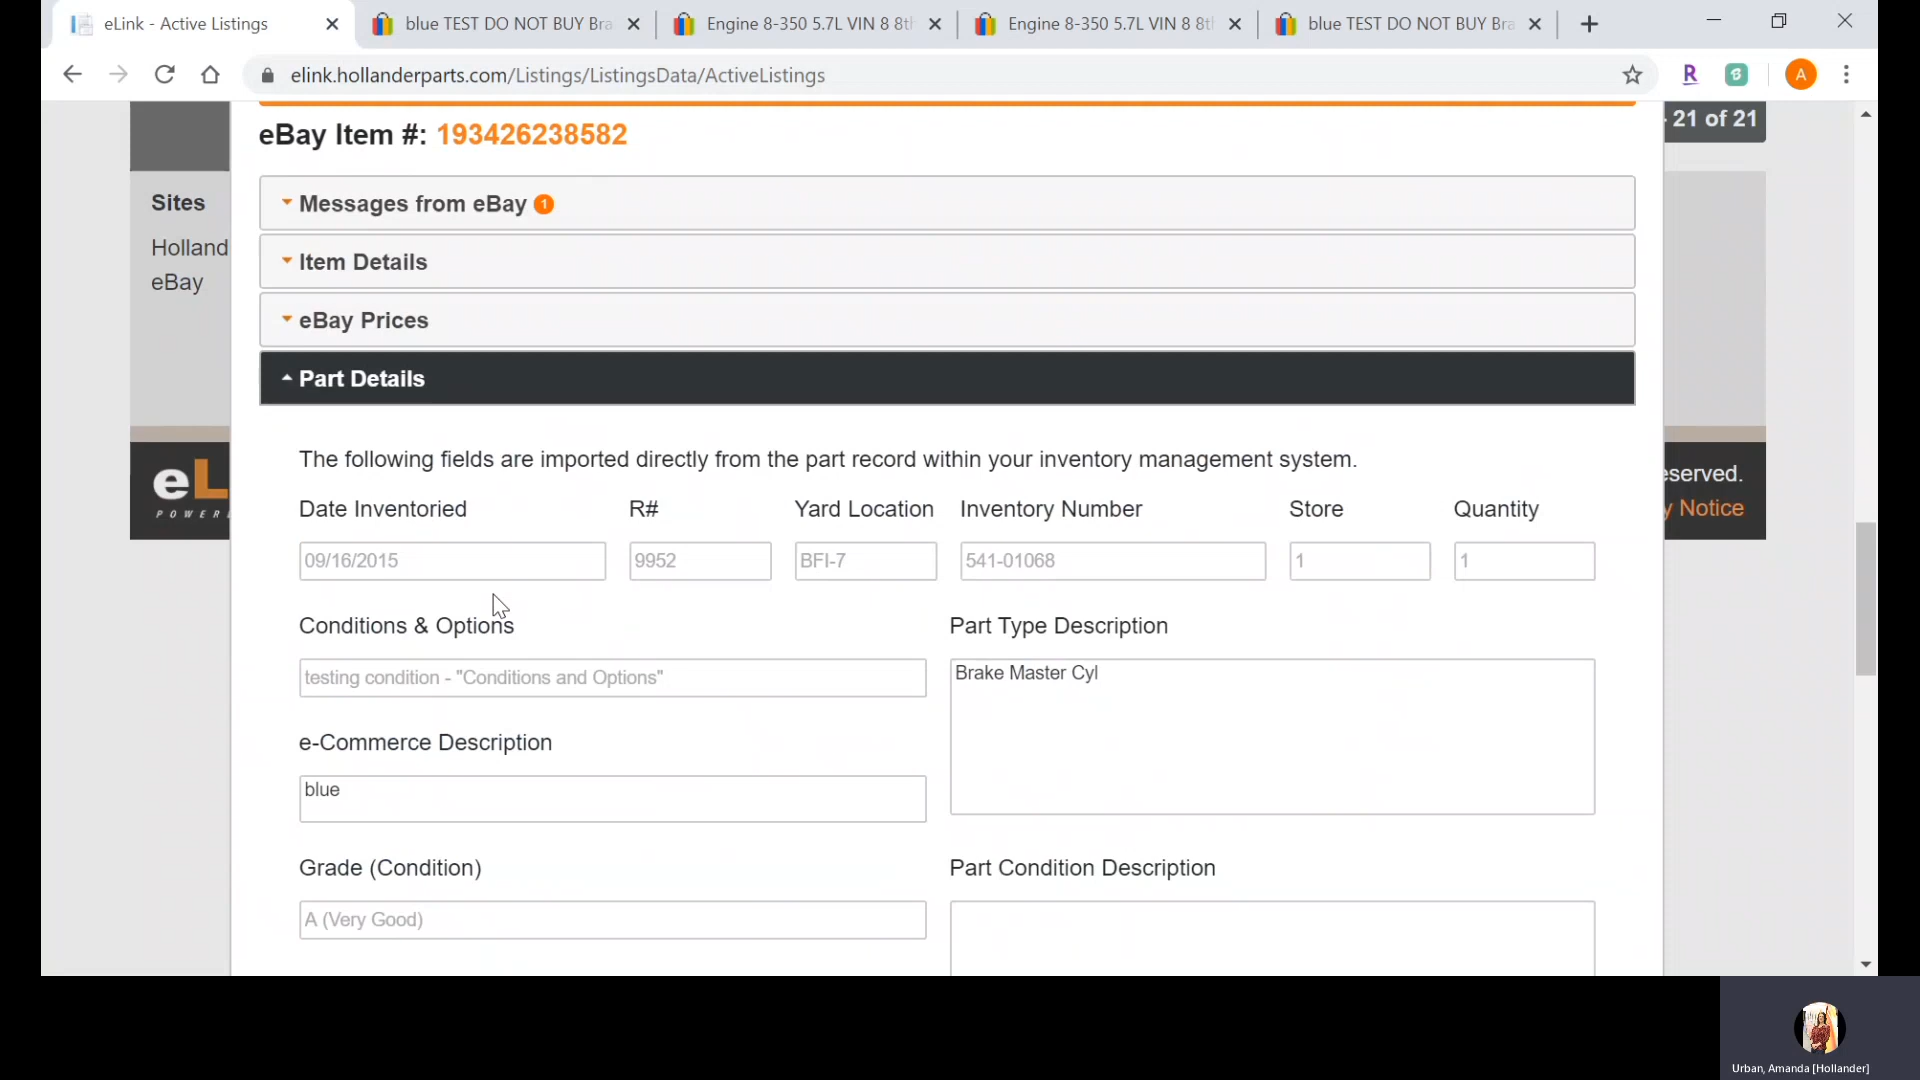 eLink - Active Listings
blue TEST DO NOT BUY Bra
Engine 8-350 5.7L VIN 8 8th
Engine 8-350 5.7L VIN 8 8th
blue TEST DO NOT BUY Bra
elink.hollanderparts.com/Listings/ListingsData/ActiveListings
R
A
eBay Item #: 193426238582
21 of 21
Sites
Holland
eBay
Messages from eBay 1
Item Details
eBay Prices
Part Details
The following fields are imported directly from the part record within your inventory management system.
Date Inventoried R# Yard Location Inventory Number Store Quantity
09/16/2015 9952 BFI-7 541-01068 1 1
Conditions & Options Part Type Description
testing condition - "Conditions and Options" Brake Master Cyl
e-Commerce Description
blue
Grade (Condition) Part Condition Description
A (Very Good)
eL
POWER
eserved.
y Notice
Urban, Amanda [Hollander]